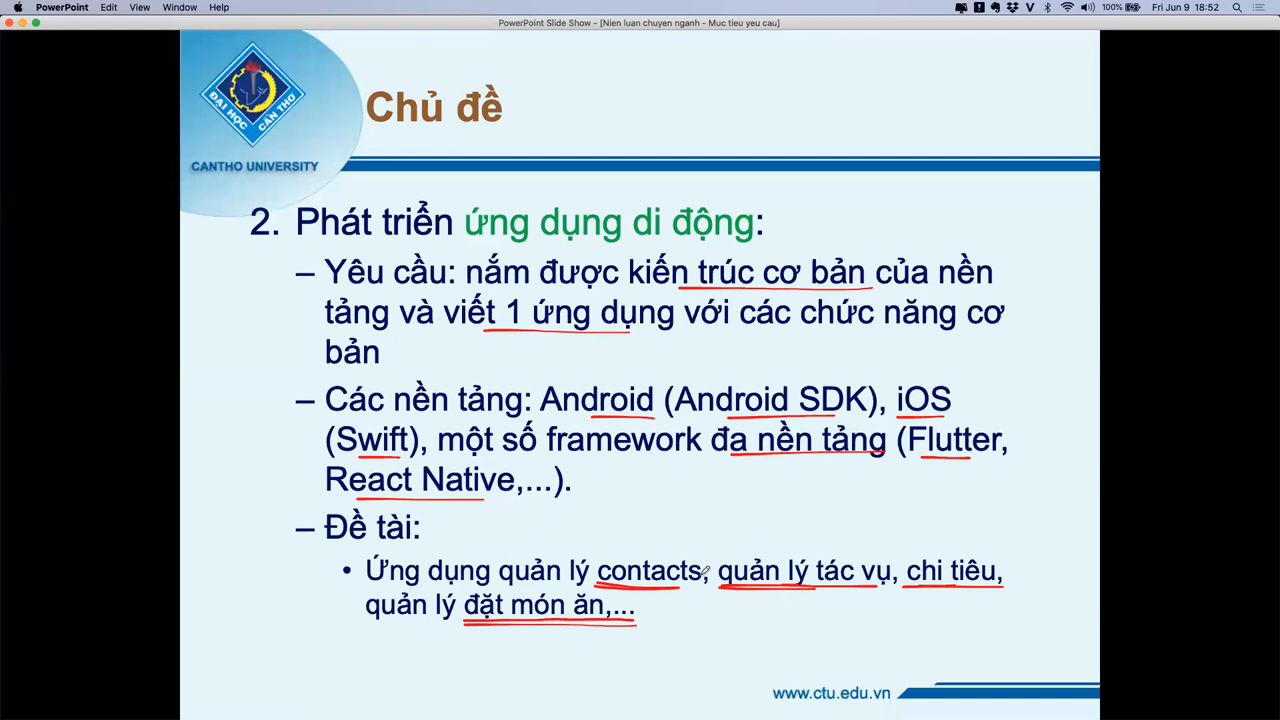 PowerPoint File Edit View Window Help 100% Fri Jun 9 18:52
PowerPoint Slide Show - [Nien luan chuyen nganh - Muc tieu yeu cau]
ĐẠI HỌC CẦN THƠ
CANTHO UNIVERSITY
Chủ đề
2. Phát triển ứng dụng di động:
– Yêu cầu: nắm được kiến trúc cơ bản của nền
tảng và viết 1 ứng dụng với các chức năng cơ
bản
– Các nền tảng: Android (Android SDK), iOS
(Swift), một số framework đa nền tảng (Flutter,
React Native,...).
– Đề tài:
• Ứng dụng quản lý contacts, quản lý tác vụ, chi tiêu,
quản lý đặt món ăn,...
www.ctu.edu.vn